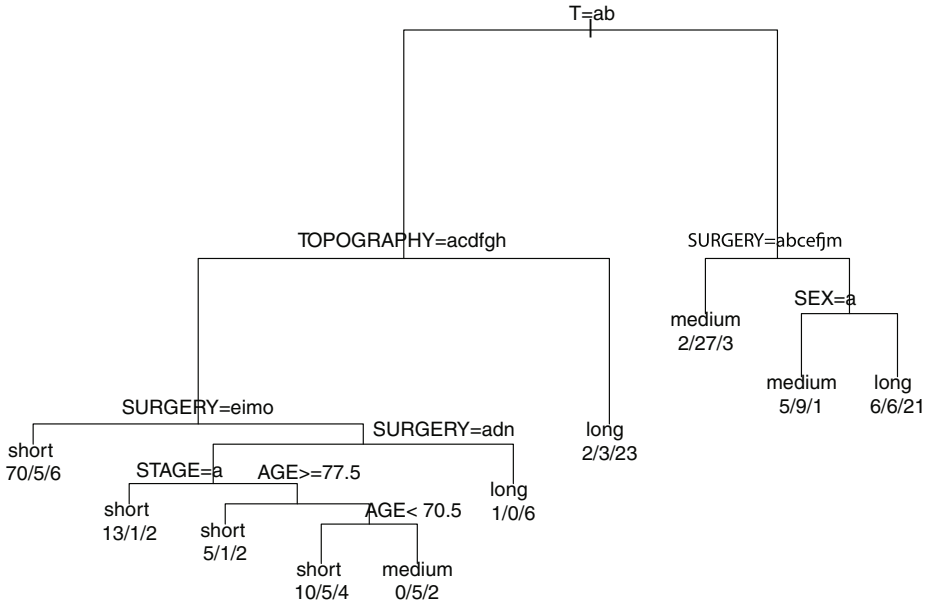 T=ab
TOPOGRAPHY=acdfgh
SURGERY=abcefjm
SEX=a
medium
2/27/3
medium
5/9/1
long
6/6/21
SURGERY=eimo
SURGERY=adn
long
2/3/23
short
70/5/6
STAGE=a
AGE>=77.5
long
1/0/6
short
13/1/2
AGE< 70.5
short
5/1/2
short
10/5/4
medium
0/5/2